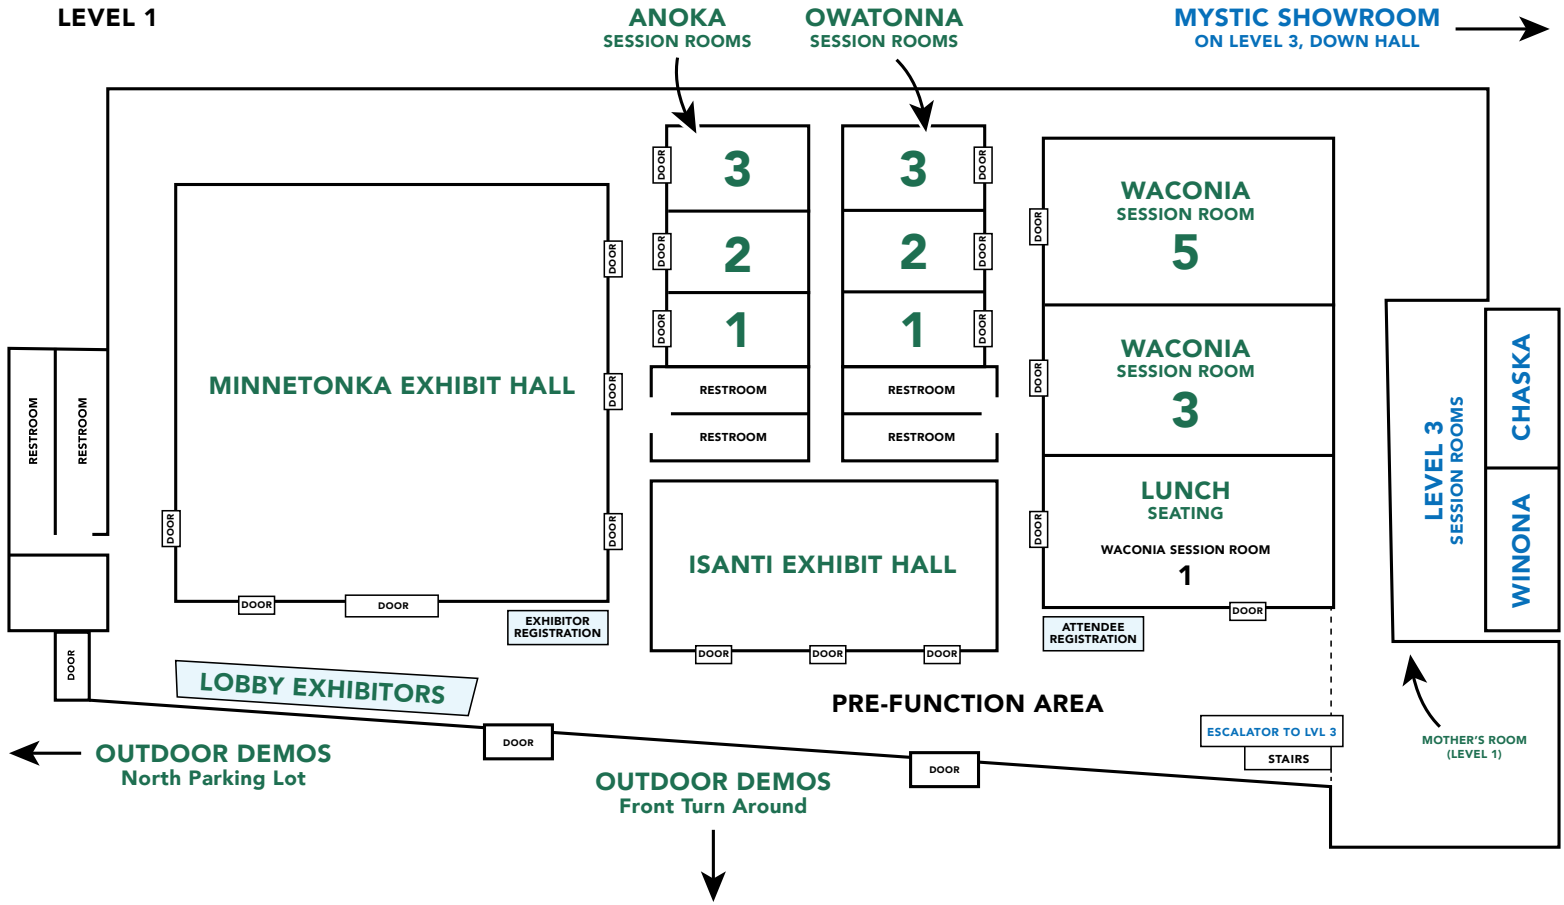 LEVEL 1
ANOKA
SESSION ROOMS
OWATONNA
SESSION ROOMS
MYSTIC SHOWROOM
ON LEVEL 3, DOWN HALL
3
DOOR
2
DOOR
1
DOOR
RESTROOM
RESTROOM
3
DOOR
2
DOOR
1
DOOR
RESTROOM
RESTROOM
WACONIA
SESSION ROOM
5
DOOR
WACONIA
SESSION ROOM
3
DOOR
LUNCH
SEATING
WACONIA SESSION ROOM
1
DOOR
DOOR
MINNETONKA EXHIBIT HALL
DOOR
DOOR
DOOR
DOOR
DOOR
DOOR
RESTROOM
RESTROOM
DOOR
ISANTI EXHIBIT HALL
DOOR
DOOR
DOOR
EXHIBITOR
REGISTRATION
ATTENDEE
REGISTRATION
LEVEL 3
SESSION ROOMS
CHASKA
WINONA
LOBBY EXHIBITORS
PRE-FUNCTION AREA
ESCALATOR TO LVL 3
STAIRS
MOTHER'S ROOM
(LEVEL 1)
DOOR
DOOR
OUTDOOR DEMOS
North Parking Lot
OUTDOOR DEMOS
Front Turn Around